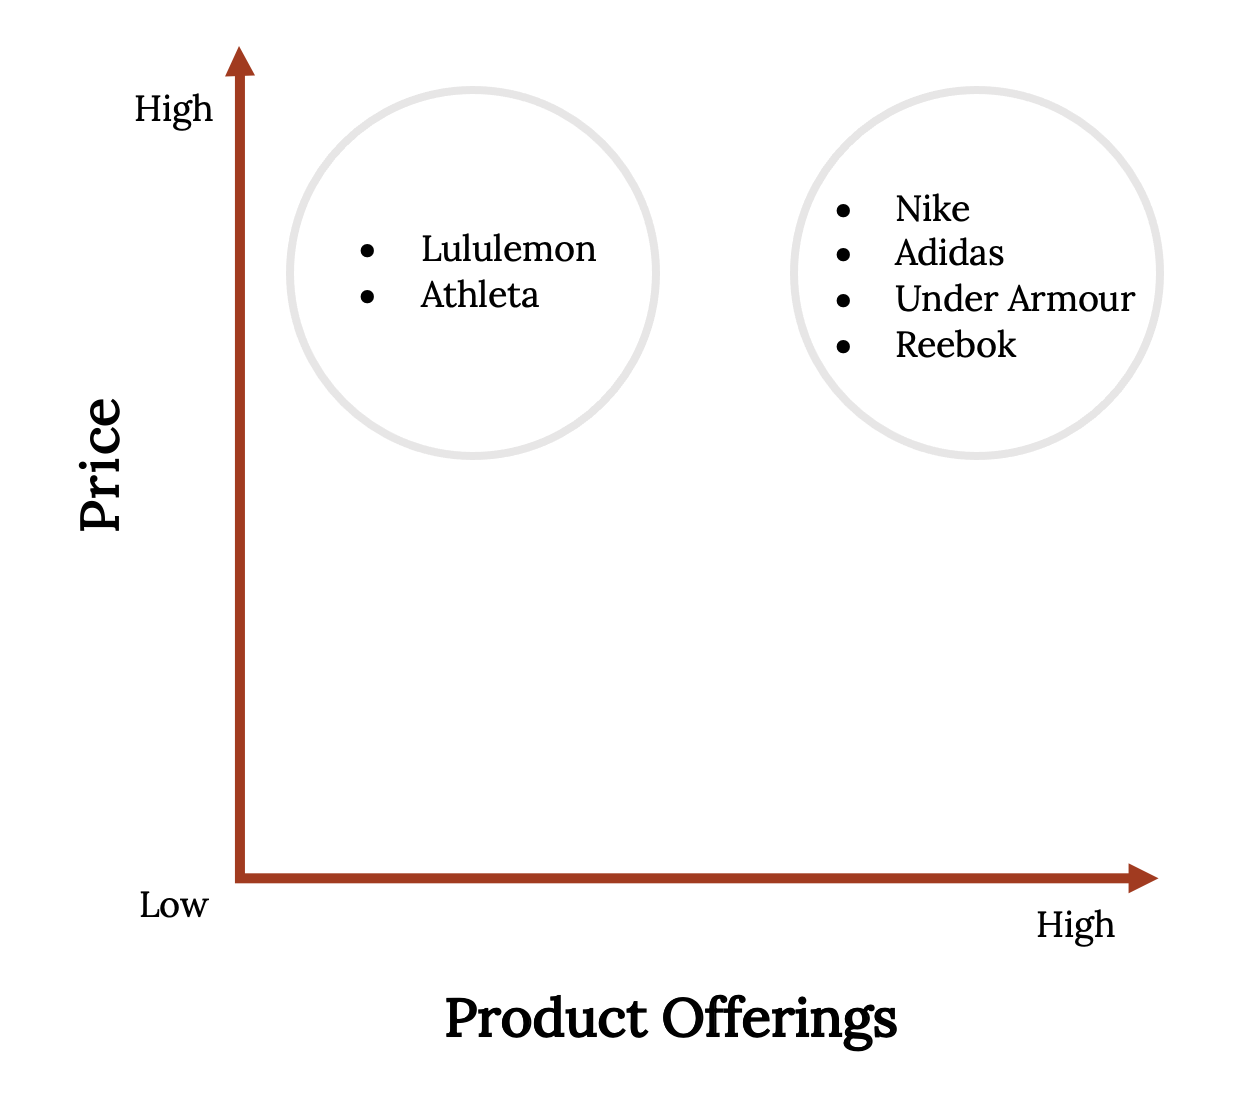 High
● Lululemon
● Athleta
● Nike
● Adidas
● Under Armour
● Reebok
Price
Low
High
Product Offerings